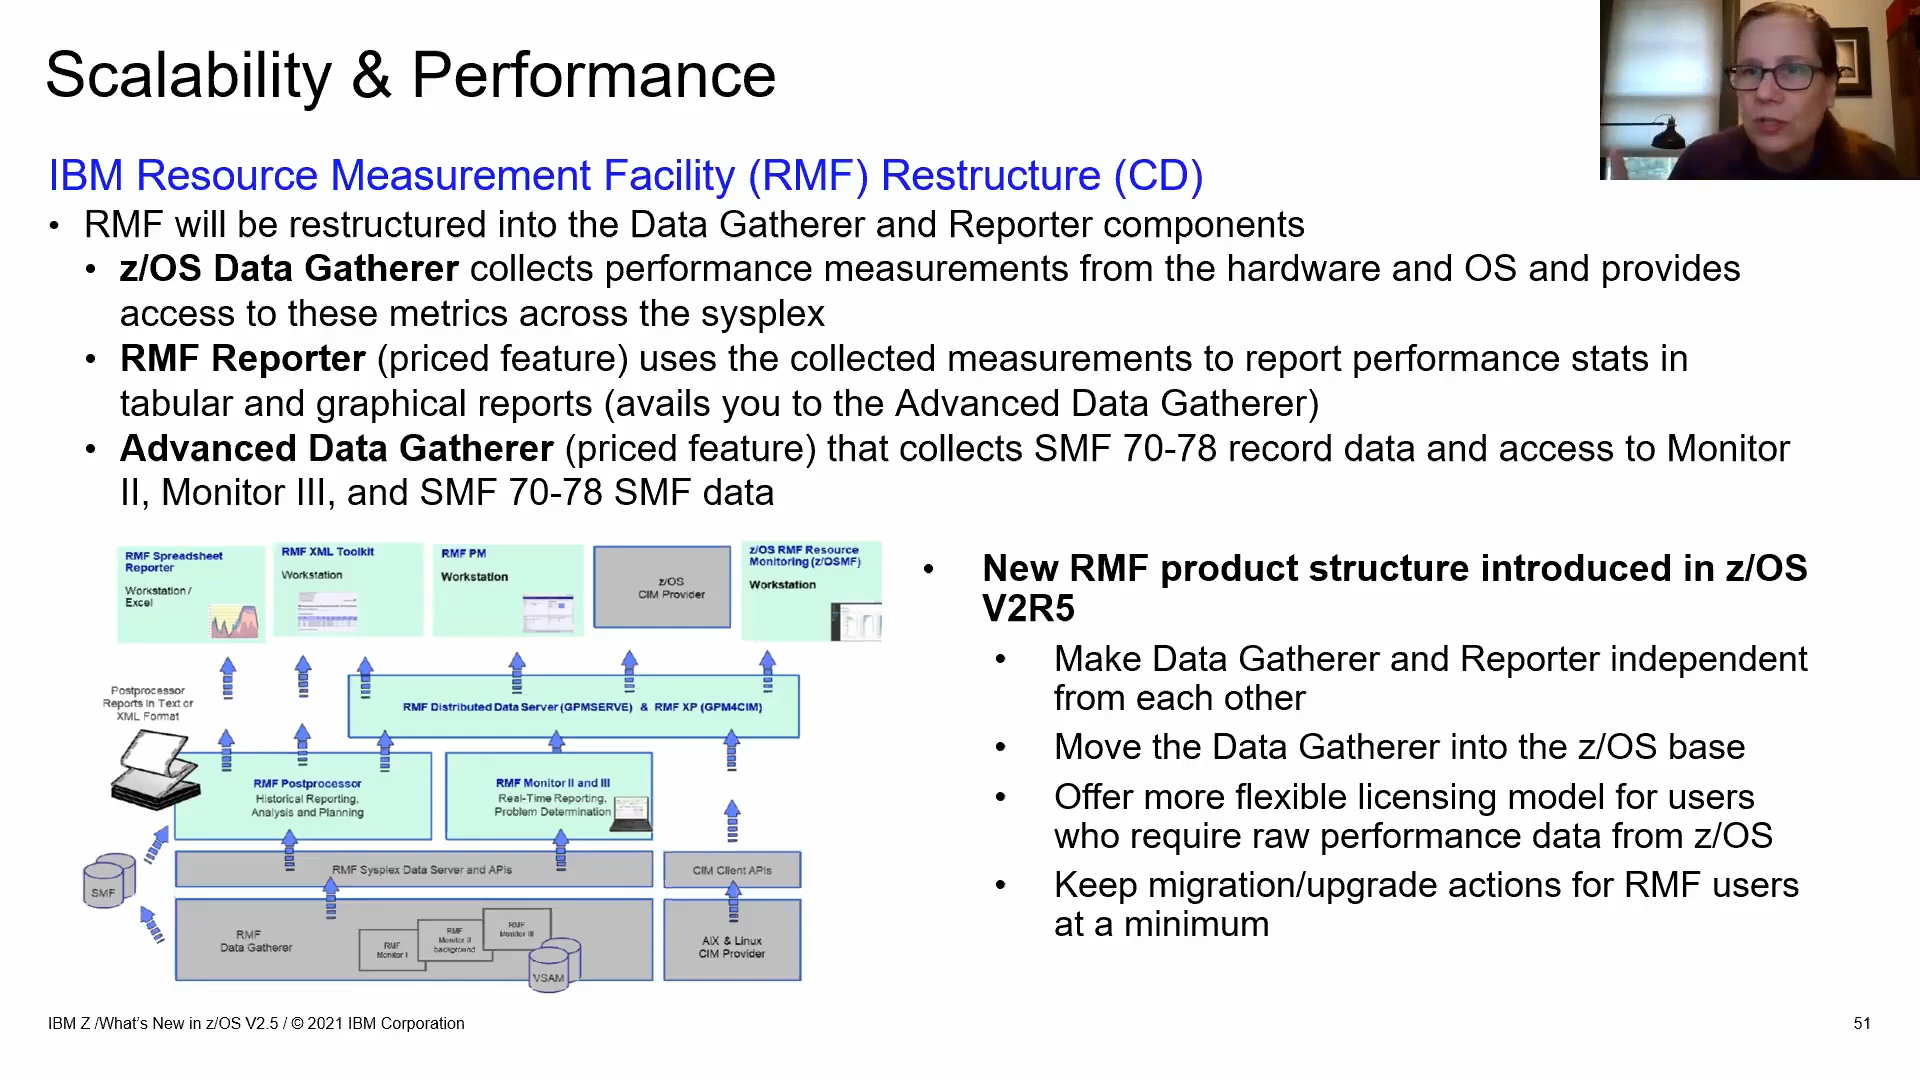 Scalability & Performance
IBM Resource Measurement Facility (RMF) Restructure (CD)
• RMF will be restructured into the Data Gatherer and Reporter components
• z/OS Data Gatherer collects performance measurements from the hardware and OS and provides
access to these metrics across the sysplex
• RMF Reporter (priced feature) uses the collected measurements to report performance stats in
tabular and graphical reports (avails you to the Advanced Data Gatherer)
• Advanced Data Gatherer (priced feature) that collects SMF 70-78 record data and access to Monitor
II, Monitor III, and SMF 70-78 SMF data
RMF Spreadsheet
Reporter
Workstation /
Excel
RMF XML Toolkit
Workstation
RMF PM
Workstation
z/OS
CIM Provider
z/OS RMF Resource
Monitoring (z/OSMF)
Workstation
Postprocessor
Reports in Text or
XML Format
RMF Distributed Data Server (GPMSERVE) & RMF XP (GPM4CIM)
RMF Postprocessor
Historical Reporting,
Analysis and Planning
RMF Monitor II and III
Real-Time Reporting,
Problem Determination
SMF
RMF Sysplex Data Server and APIs
CIM Client APIs
RMF
Data Gatherer
RMF
Monitor I
RMF
Monitor II
background
RMF
Monitor III
VSAM
AIX & Linux
CIM Provider
• New RMF product structure introduced in z/OS
V2R5
• Make Data Gatherer and Reporter independent
from each other
• Move the Data Gatherer into the z/OS base
• Offer more flexible licensing model for users
who require raw performance data from z/OS
• Keep migration/upgrade actions for RMF users
at a minimum
IBM Z /What's New in z/OS V2.5 / © 2021 IBM Corporation
51